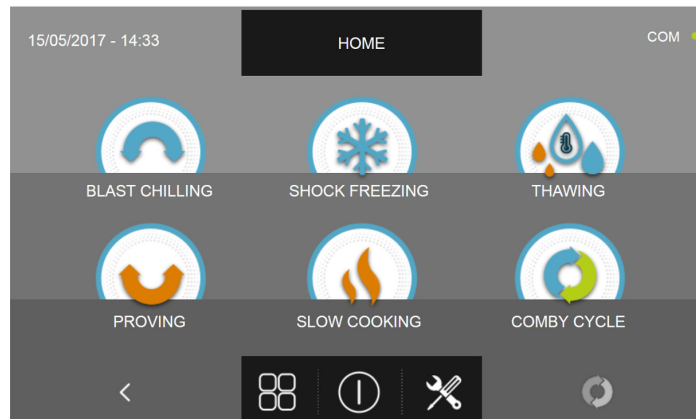 15/05/2017 - 14:33
HOME
COM
BLAST CHILLING
SHOCK FREEZING
THAWING
PROVING
SLOW COOKING
COMBY CYCLE